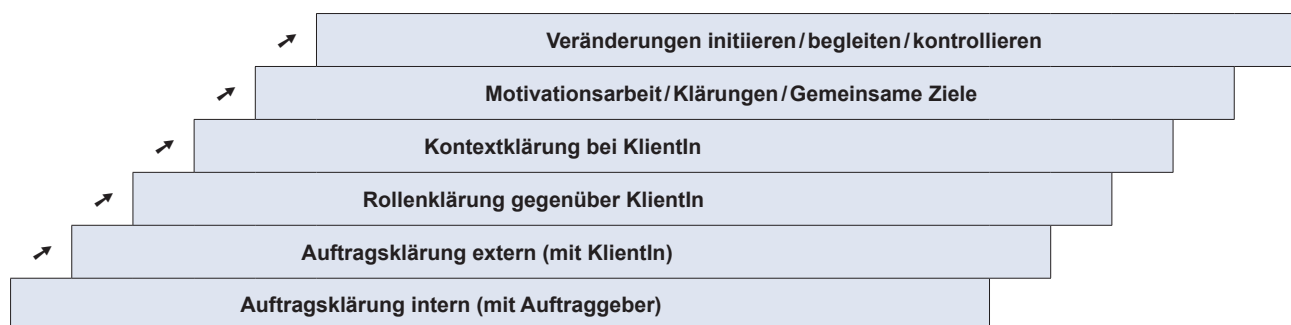 Veränderungen initiieren/begleiten/kontrollieren
Motivationsarbeit/Klärungen/Gemeinsame Ziele
Kontextklärung bei KlientIn
Rollenklärung gegenüber KlientIn
Auftragsklärung extern (mit KlientIn)
Auftragsklärung intern (mit Auftraggeber)